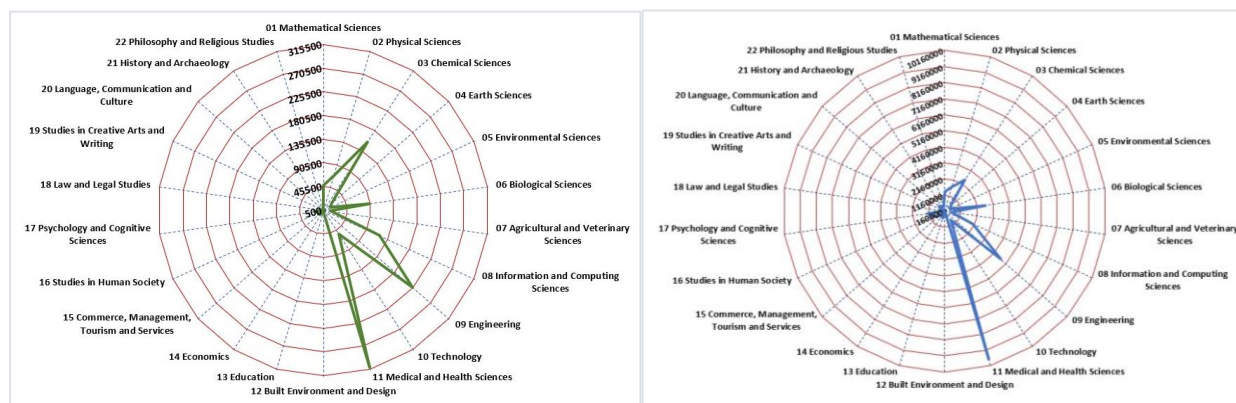 01 Mathematical Sciences
315500
22 Philosophy and Religious Studies
02 Physical Sciences
21 History and Archaeology
270500
03 Chemical Sciences
20 Language, Communication and
Culture
225500
04 Earth Sciences
19 Studies in Creative Arts and
Writing
180500
05 Environmental Sciences
135500
90500
18 Law and Legal Studies
45500
06 Biological Sciences
500
17 Psychology and Cognitive
Sciences
07 Agricultural and Veterinary
Sciences
16 Studies in Human Society
08 Information and Computing
Sciences
15 Commerce, Management,
Tourism and Services
09 Engineering
14 Economics
10 Technology
13 Education
11 Medical and Health Sciences
12 Built Environment and Design
01 Mathematical Sciences
22 Philosophy and Religious Studies
02 Physical Sciences
10160000
21 History and Archaeology
9160000
03 Chemical Sciences
8160000
20 Language, Communication and
Culture
7160000
04 Earth Sciences
6160000
19 Studies in Creative Arts and
Writing
5160000
05 Environmental Sciences
4160000
3160000
18 Law and Legal Studies
2160000
06 Biological Sciences
1160000
160000
17 Psychology and Cognitive
Sciences
07 Agricultural and Veterinary
Sciences
16 Studies in Human Society
08 Information and Computing
Sciences
15 Commerce, Management,
Tourism and Services
09 Engineering
14 Economics
10 Technology
13 Education
11 Medical and Health Sciences
12 Built Environment and Design